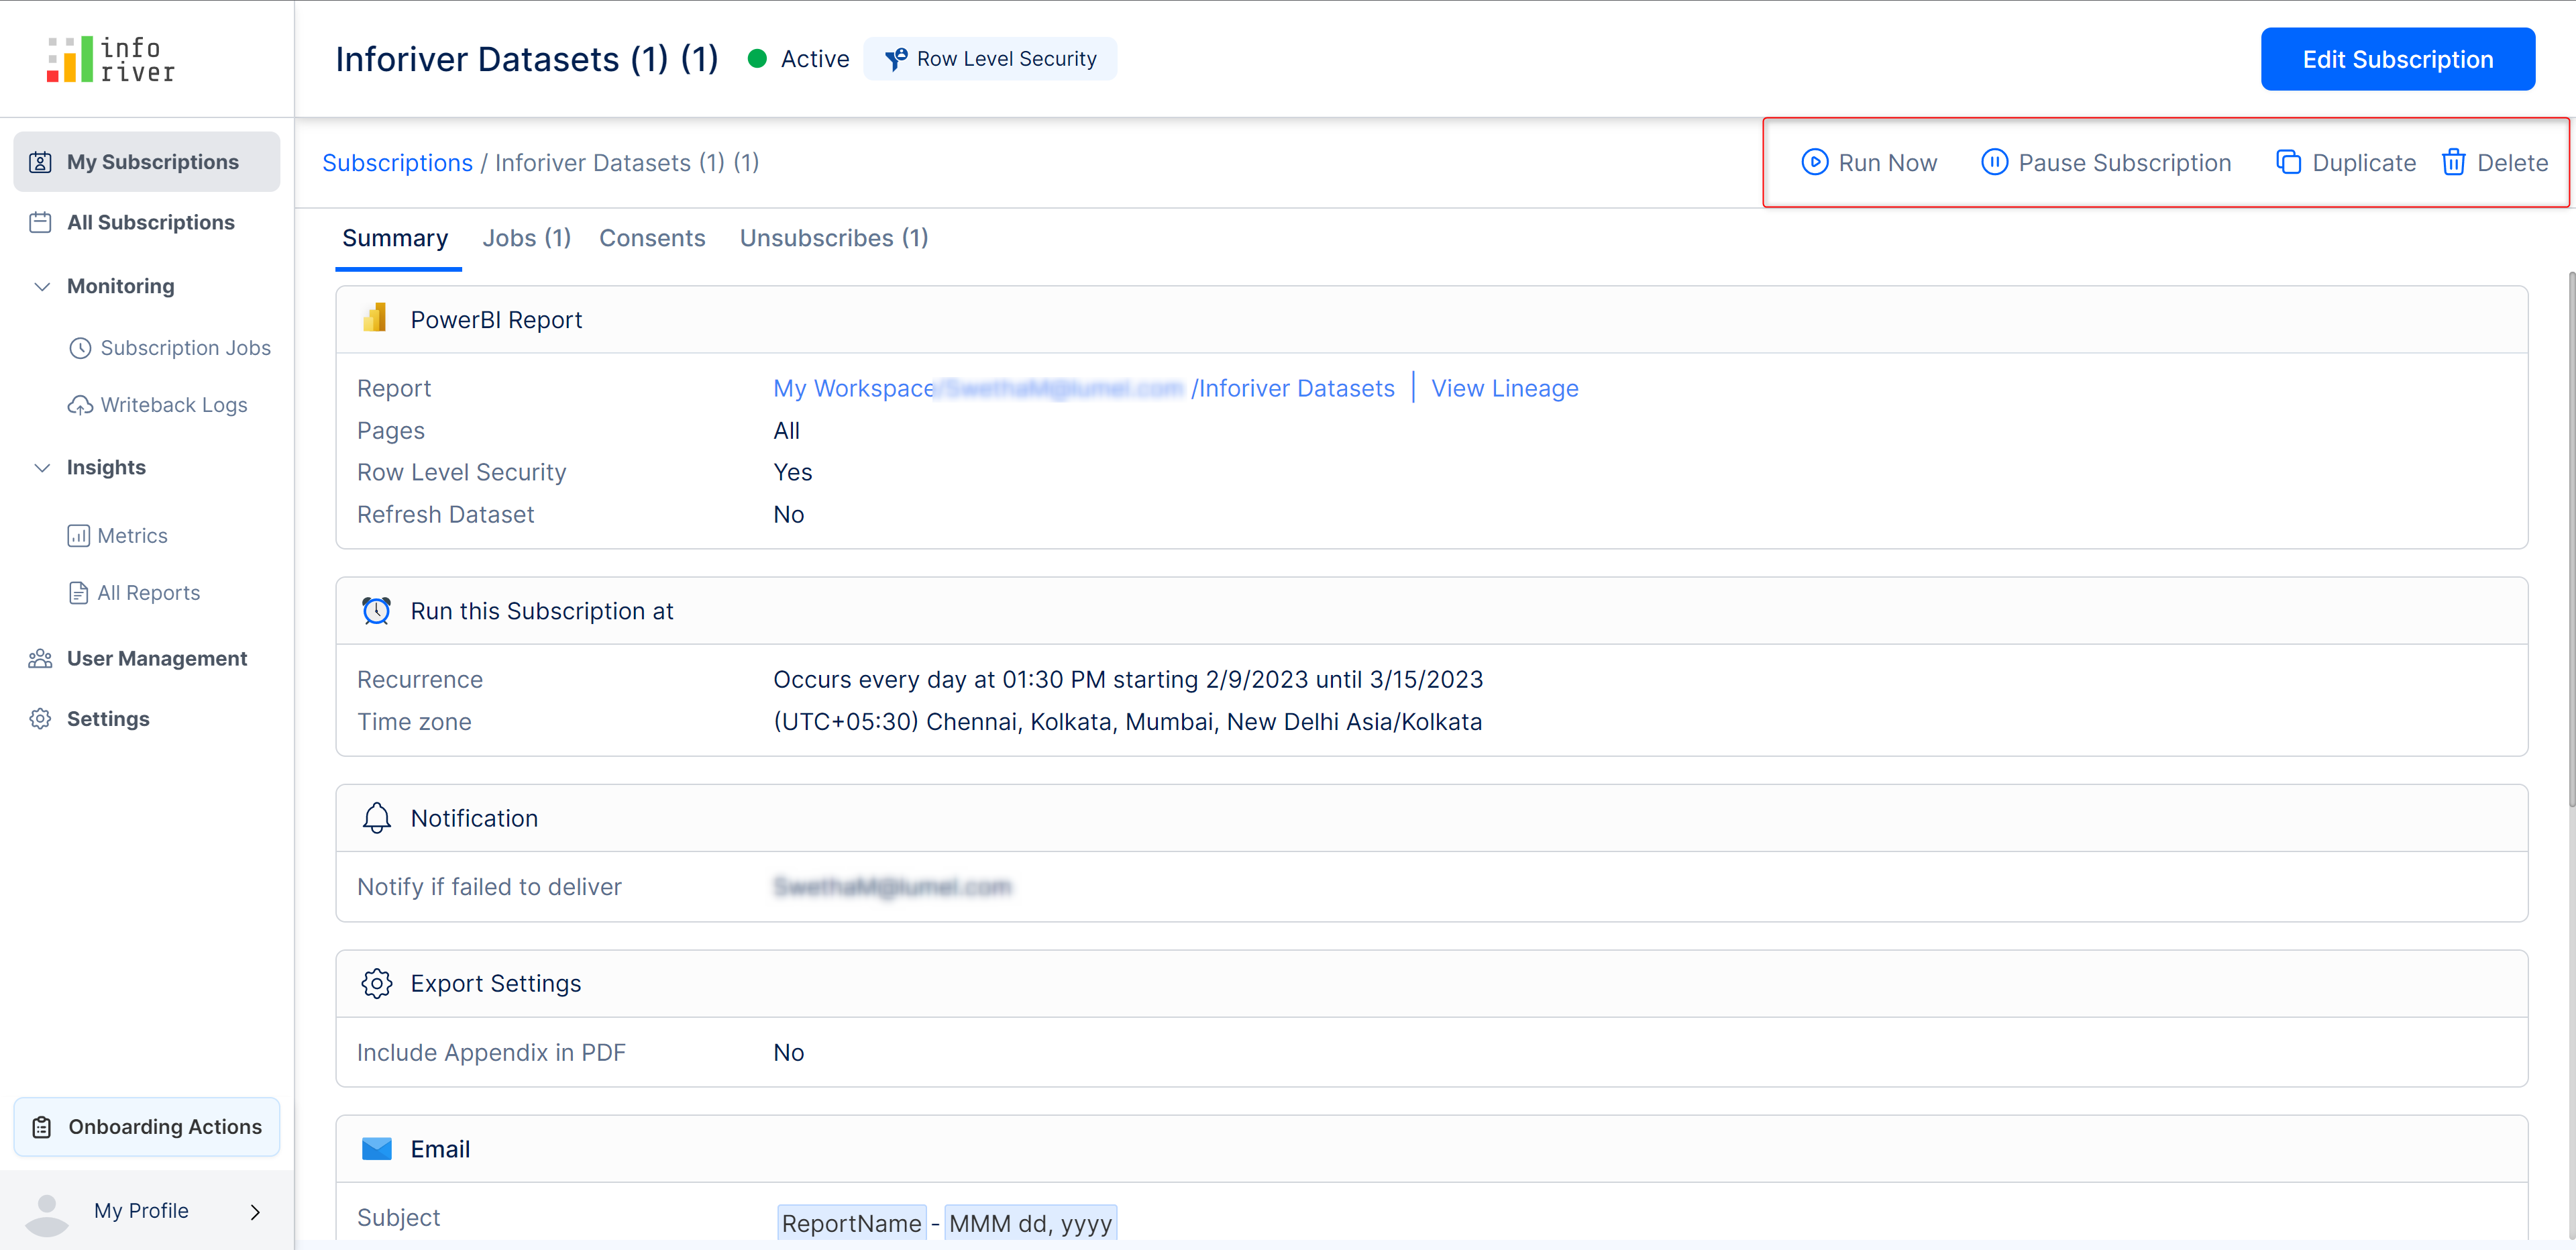 info
river
Inforiver Datasets (1) (1)
Active
Row Level Security
Edit Subscription
My Subscriptions
All Subscriptions
Monitoring
Subscription Jobs
Writeback Logs
Insights
Metrics
All Reports
User Management
Settings
Onboarding Actions
My Profile
Subscriptions / Inforiver Datasets (1) (1)
Run Now
Pause Subscription
Duplicate
Delete
Summary
Jobs (1)
Consents
Unsubscribes (1)
PowerBI Report
Report
My Workspace /Inforiver Datasets | View Lineage
Pages
All
Row Level Security
Yes
Refresh Dataset
No
Run this Subscription at
Recurrence
Occurs every day at 01:30 PM starting 2/9/2023 until 3/15/2023
Time zone
(UTC+05:30) Chennai, Kolkata, Mumbai, New Delhi Asia/Kolkata
Notification
Notify if failed to deliver
Export Settings
Include Appendix in PDF
No
Email
Subject
ReportName - MMM dd, yyyy